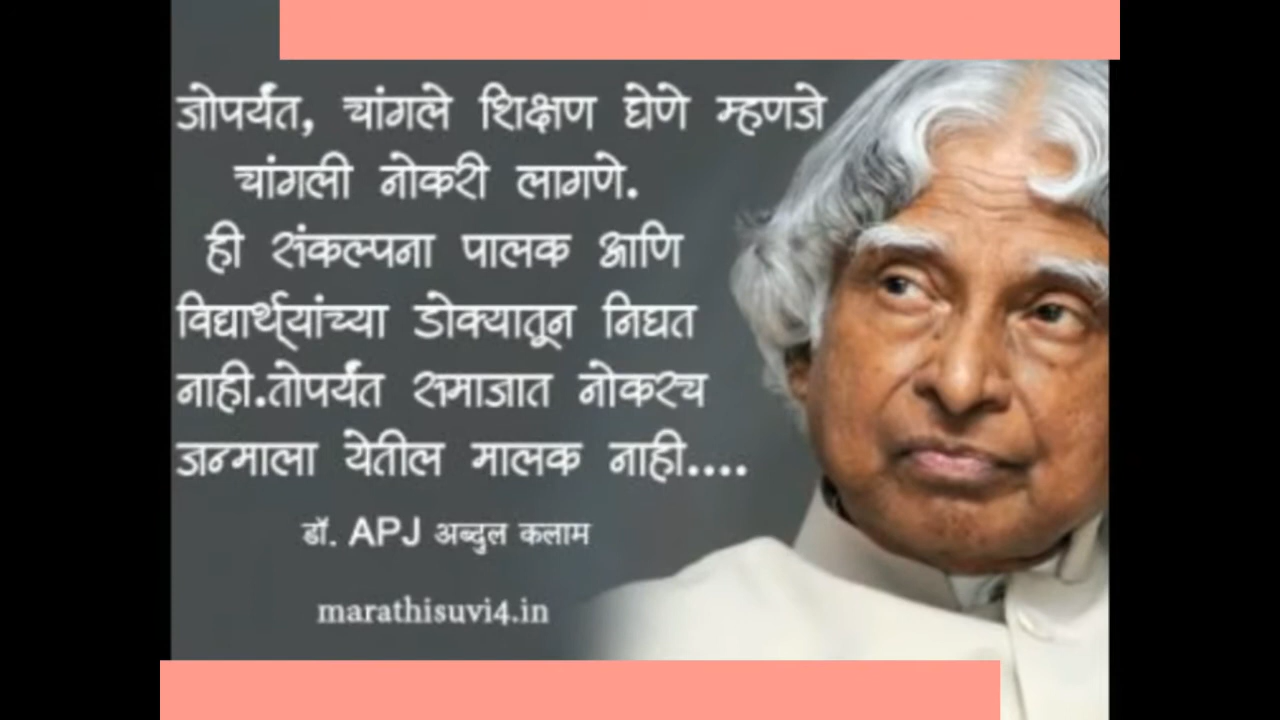 जोपर्यंत, चांगले शिक्षण घेणे म्हणजे
चांगली नोकरी लागणे.
ही संकल्पना पालक आणि
विद्यार्थ्यांच्या डोक्यातून निघत
नाही.तोपर्यंत समाजात नोकरच
जन्माला येतील मालक नाही....
डॉ. APJ अब्दुल कलाम
marathisuvi4.in